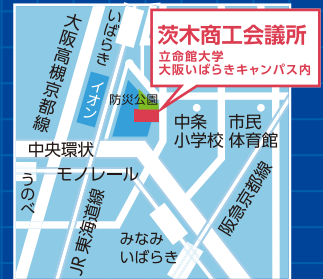 茨木商工会議所
立命館大学
大阪いばらきキャンパス内
大阪高槻京都線
いばらき
イオン
防災公園
中条
小学校
市民
体育館
中央環状
モノレール
うのべ
JR東海道線
みなみ
いばらき
阪急京都線